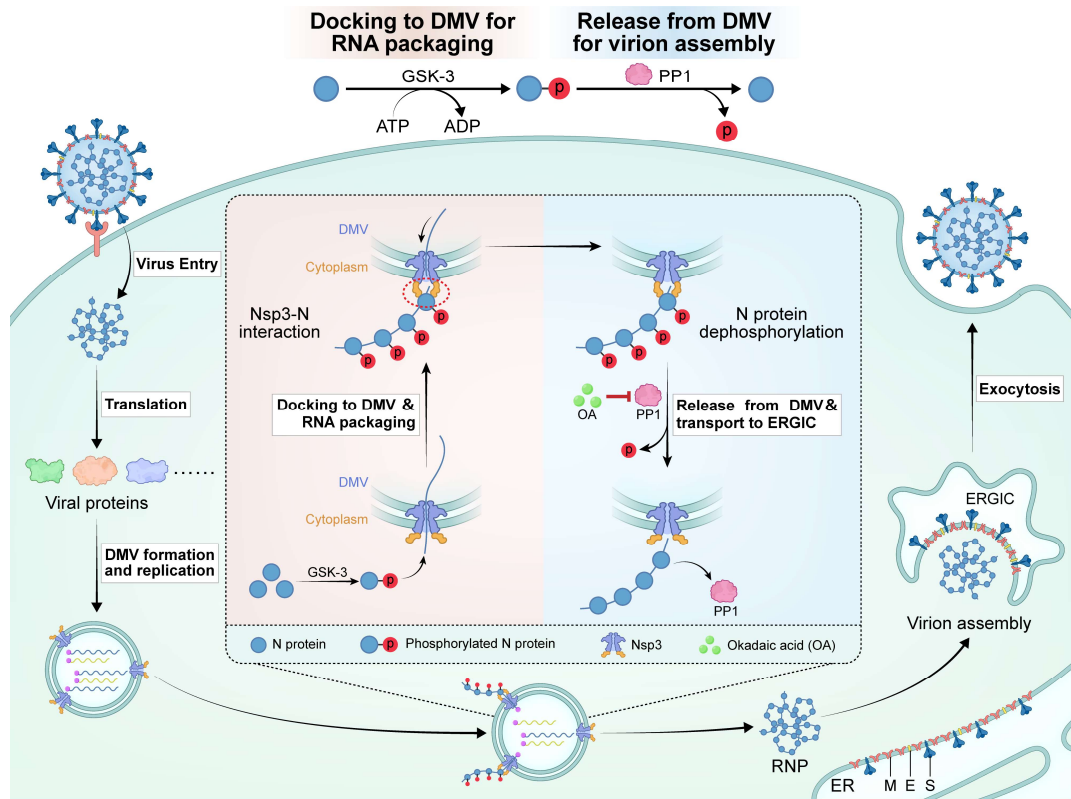 Docking to DMV for
RNA packaging
Release from DMV
for virion assembly
GSK-3
p
PP1
ATP
ADP
p
Virus Entry
Translation
Viral proteins
DMV formation
and replication
DMV
Cytoplasm
Nsp3-N
interaction
p
p
p
p
Docking to DMV &
RNA packaging
DMV
Cytoplasm
GSK-3
p
p
p
p
p
N protein
dephosphorylation
OA
PP1
Release from DMV&
transport to ERGIC
p
PP1
N protein
p
Phosphorylated N protein
Nsp3
Okadaic acid (OA)
Exocytosis
ERGIC
Virion assembly
RNP
ER
M
E
S